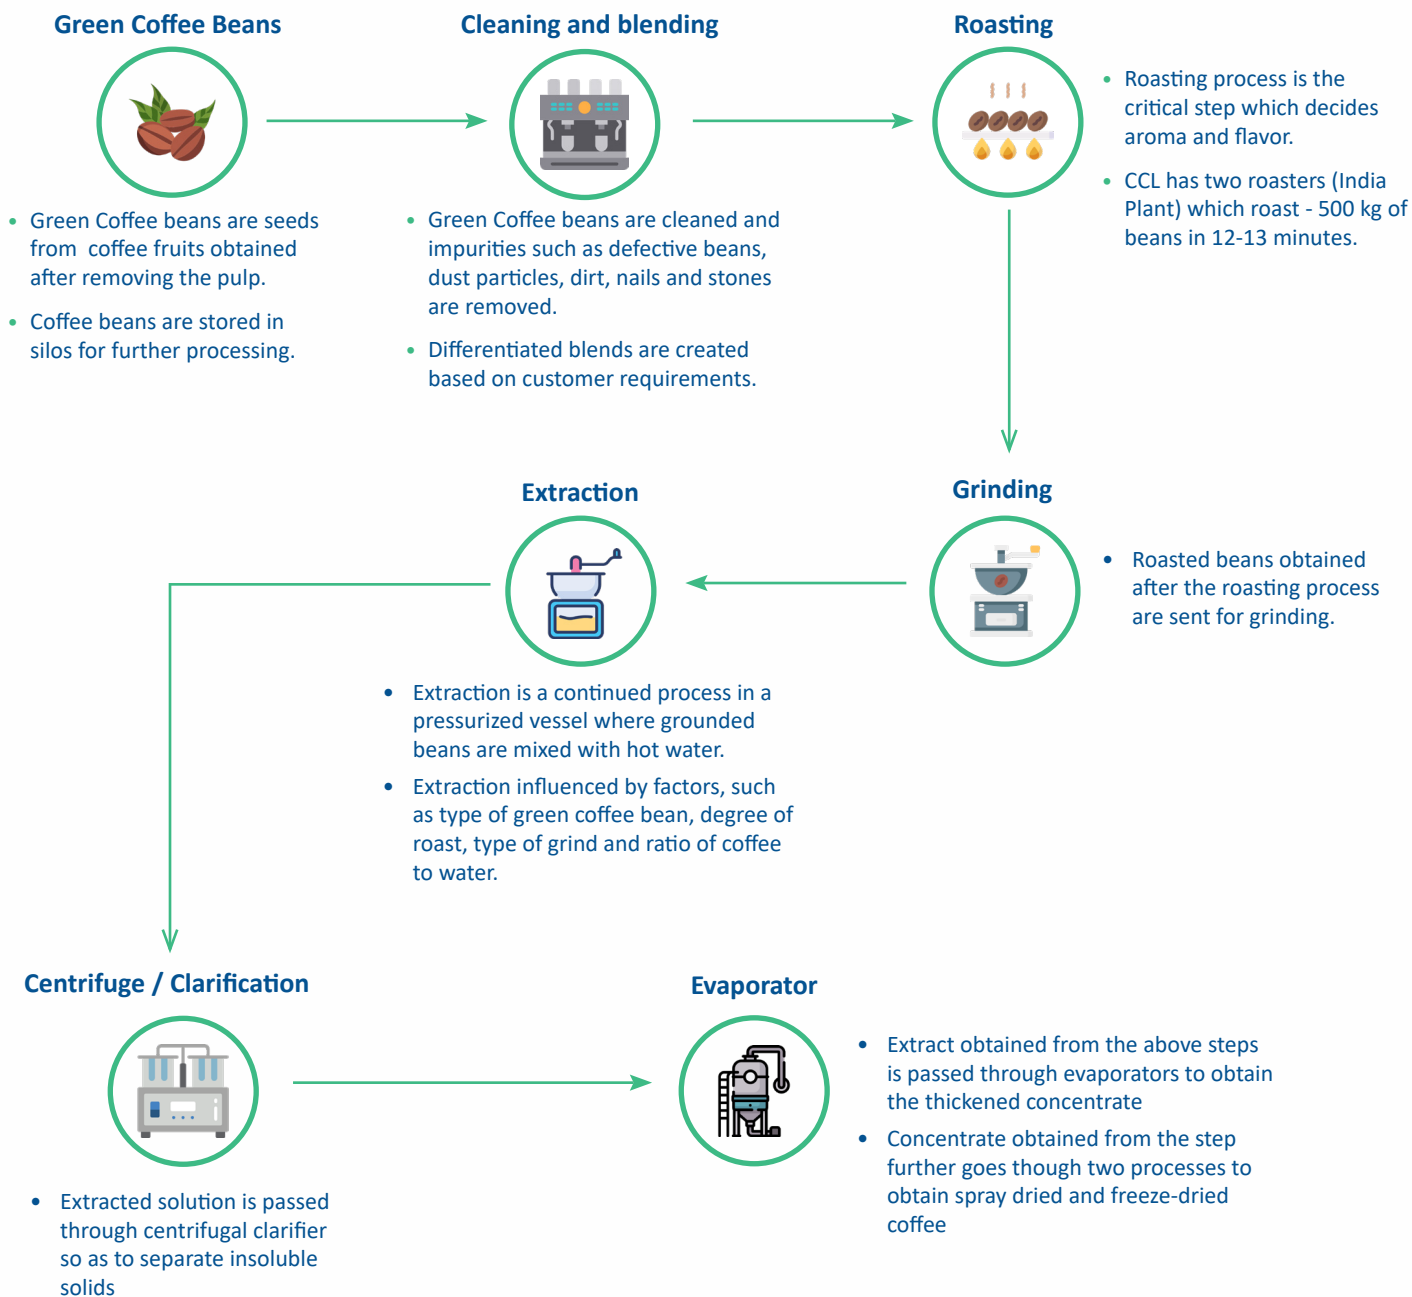 Green Coffee Beans
• Green Coffee beans are seeds
from coffee fruits obtained
after removing the pulp.
• Coffee beans are stored in
silos for further processing.
Cleaning and blending
• Green Coffee beans are cleaned and
impurities such as defective beans,
dust particles, dirt, nails and stones
are removed.
• Differentiated blends are created
based on customer requirements.
Roasting
• Roasting process is the
critical step which decides
aroma and flavor.
• CCL has two roasters (India
Plant) which roast - 500 kg of
beans in 12-13 minutes.
Grinding
• Roasted beans obtained
after the roasting process
are sent for grinding.
Extraction
• Extraction is a continued process in a
pressurized vessel where grounded
beans are mixed with hot water.
• Extraction influenced by factors, such
as type of green coffee bean, degree of
roast, type of grind and ratio of coffee
to water.
Centrifuge / Clarification
• Extracted solution is passed
through centrifugal clarifier
so as to separate insoluble
solids
Evaporator
• Extract obtained from the above steps
is passed through evaporators to obtain
the thickened concentrate
• Concentrate obtained from the step
further goes though two processes to
obtain spray dried and freeze-dried
coffee